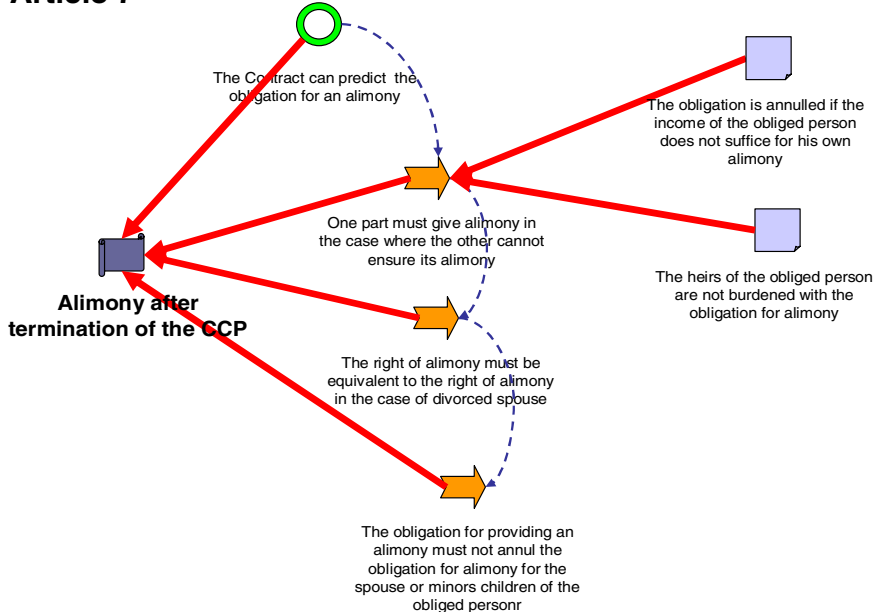 The Contract can predict the
obligation for an alimony
The obligation is annulled if the
income of the obliged person
does not suffice for his own
alimony
One part must give alimony in
the case where the other cannot
ensure its alimony
The heirs of the obliged person
are not burdened with the
obligation for alimony
Alimony after
termination of the CCP
The right of alimony must be
equivalent to the right of alimony
in the case of divorced spouse
The obligation for providing an
alimony must not annul the
obligation for alimony for the
spouse or minors children of the
obliged personr